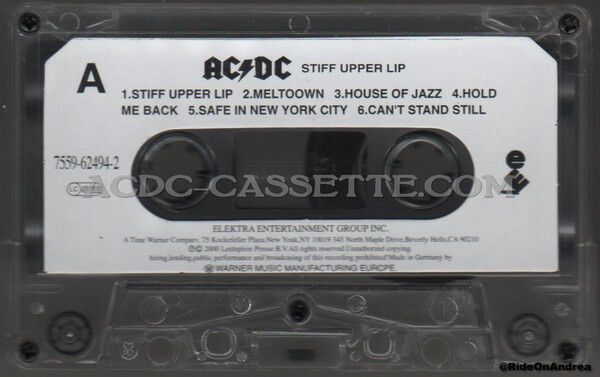 A
AC/DC STIFF UPPER LIP
1.STIFF UPPER LIP 2.MELTOOWN 3.HOUSE OF JAZZ 4.HOLD
ME BACK 5.SAFE IN NEW YORK CITY 6.CAN'T STAND STILL
7559-62494-2
LC
e
ACDC-CASSETTE.COM
ELEKTRA ENTERTAINMENT GROUP INC.
A Time Warner Company. 75 Rockefeller Plaza,New York,NY 10019 345 North Maple Drive.Beverly Hells,CA 90210
℗© 2000 Leidseplein Presse B.V.All rights reserved.Unauthorized copying.
hiring.lending.public performance and broadcasting of this recording prohibited!Made in Germany by
WARNER MUSIC MANUFACTURING EUROPE.
@RideOnAndrea